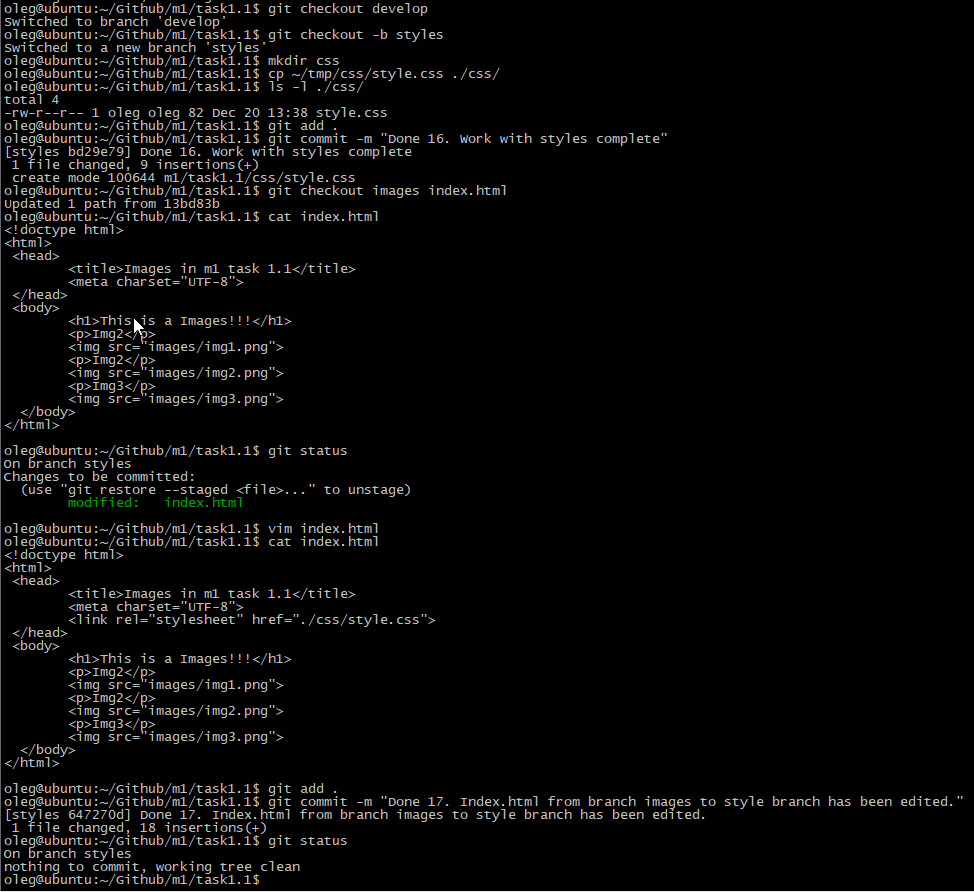 oleg@ubuntu:~/Github/m1/task1.1$ git checkout develop
Switched to branch 'develop'
oleg@ubuntu:~/Github/m1/task1.1$ git checkout -b styles
Switched to a new branch 'styles'
oleg@ubuntu:~/Github/m1/task1.1$ mkdir css
oleg@ubuntu:~/Github/m1/task1.1$ cp ~/tmp/css/style.css ./css/
oleg@ubuntu:~/Github/m1/task1.1$ ls -l ./css/
total 4
-rw-r--r-- 1 oleg oleg 82 Dec 20 13:38 style.css
oleg@ubuntu:~/Github/m1/task1.1$ git add .
oleg@ubuntu:~/Github/m1/task1.1$ git commit -m "Done 16. Work with styles complete"
[styles bd29e79] Done 16. Work with styles complete
 1 file changed, 9 insertions(+)
 create mode 100644 m1/task1.1/css/style.css
oleg@ubuntu:~/Github/m1/task1.1$ git checkout images index.html
Updated 1 path from 13bd83b
oleg@ubuntu:~/Github/m1/task1.1$ cat index.html
<!doctype html>
<html>
 <head>
        <title>Images in m1 task 1.1</title>
        <meta charset="UTF-8">
 </head>
 <body>
        <h1>This is a Images!!!</h1>
        <p>Img2</p>
        <img src="images/img1.png">
        <p>Img2</p>
        <img src="images/img2.png">
        <p>Img3</p>
        <img src="images/img3.png">
  </body>
</html>
oleg@ubuntu:~/Github/m1/task1.1$ git status
On branch styles
Changes to be committed:
  (use "git restore --staged <file>..." to unstage)
        modified:   index.html
oleg@ubuntu:~/Github/m1/task1.1$ vim index.html
oleg@ubuntu:~/Github/m1/task1.1$ cat index.html
<!doctype html>
<html>
 <head>
        <title>Images in m1 task 1.1</title>
        <meta charset="UTF-8">
        <link rel="stylesheet" href="./css/style.css">
 </head>
 <body>
        <h1>This is a Images!!!</h1>
        <p>Img2</p>
        <img src="images/img1.png">
        <p>Img2</p>
        <img src="images/img2.png">
        <p>Img3</p>
        <img src="images/img3.png">
  </body>
</html>
oleg@ubuntu:~/Github/m1/task1.1$ git add .
oleg@ubuntu:~/Github/m1/task1.1$ git commit -m "Done 17. Index.html from branch images to style branch has been edited."
[styles 647270d] Done 17. Index.html from branch images to style branch has been edited.
 1 file changed, 18 insertions(+)
oleg@ubuntu:~/Github/m1/task1.1$ git status
On branch styles
nothing to commit, working tree clean
oleg@ubuntu:~/Github/m1/task1.1$